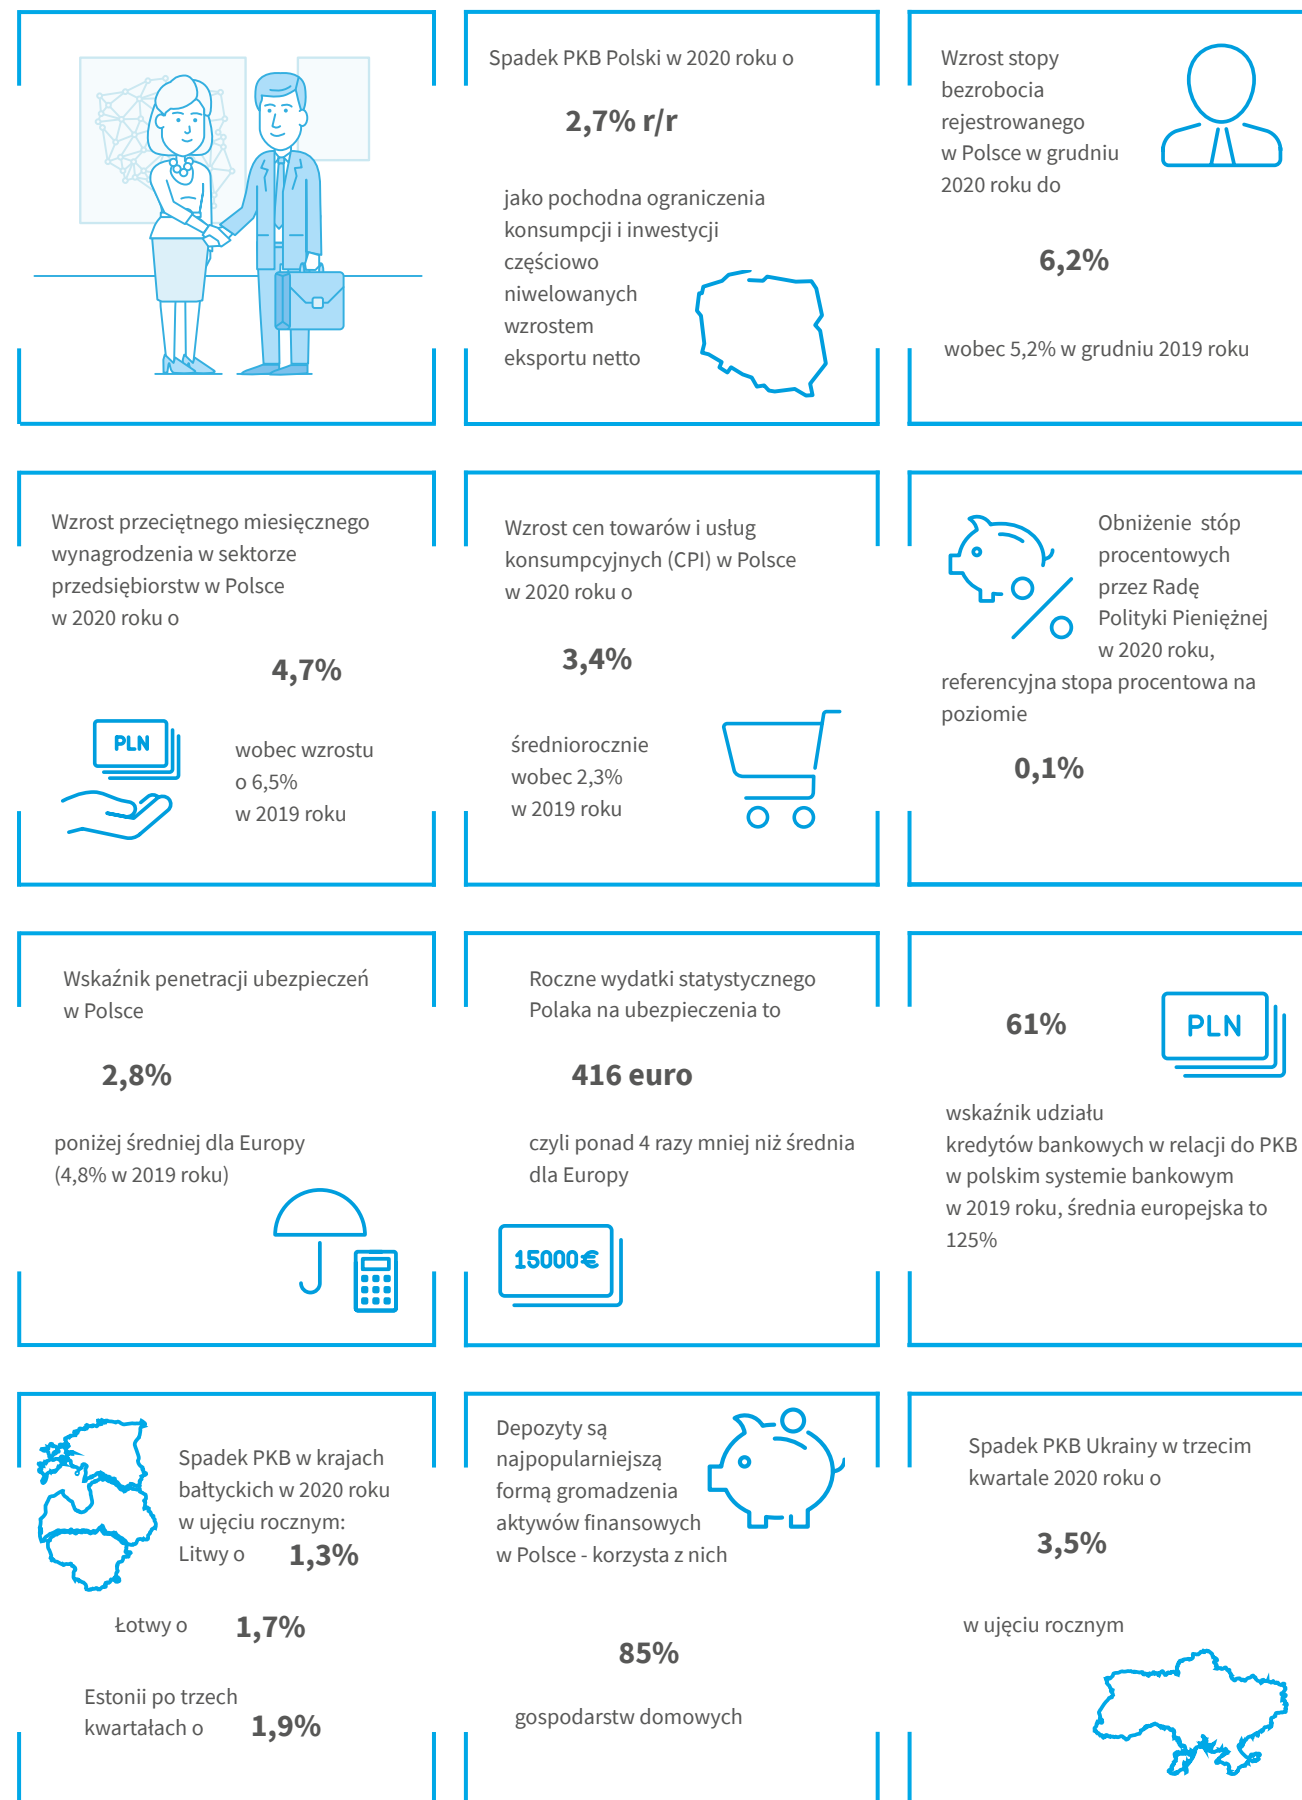 Spadek PKB Polski w 2020 roku o
2,7% r/r
jako pochodna ograniczenia
konsumpcji i inwestycji
częściowo
niwelowanych
wzrostem
eksportu netto
Wzrost stopy
bezrobocia
rejestrowanego
w Polsce w grudniu
2020 roku do
6,2%
wobec 5,2% w grudniu 2019 roku
Wzrost przeciętnego miesięcznego
wynagrodzenia w sektorze
przedsiębiorstw w Polsce
w 2020 roku o
4,7%
PLN
wobec wzrostu
o 6,5%
w 2019 roku
Wzrost cen towarów i usług
konsumpcyjnych (CPI) w Polsce
w 2020 roku o
3,4%
średniorocznie
wobec 2,3%
w 2019 roku
Obniżenie stóp
procentowych
przez Radę
Polityki Pieniężnej
w 2020 roku,
referencyjna stopa procentowa na
poziomie
0,1%
Wskaźnik penetracji ubezpieczeń
w Polsce
2,8%
poniżej średniej dla Europy
(4,8% w 2019 roku)
Roczne wydatki statystycznego
Polaka na ubezpieczenia to
416 euro
czyli ponad 4 razy mniej niż średnia
dla Europy
15000€
61%
PLN
wskaźnik udziału
kredytów bankowych w relacji do PKB
w polskim systemie bankowym
w 2019 roku, średnia europejska to
125%
Spadek PKB w krajach
bałtyckich w 2020 roku
w ujęciu rocznym:
Litwy o 1,3%
Łotwy o 1,7%
Estonii po trzech
kwartałach o 1,9%
Depozyty są
najpopularniejszą
formą gromadzenia
aktywów finansowych
w Polsce - korzysta z nich
85%
gospodarstw domowych
Spadek PKB Ukrainy w trzecim
kwartale 2020 roku o
3,5%
w ujęciu rocznym